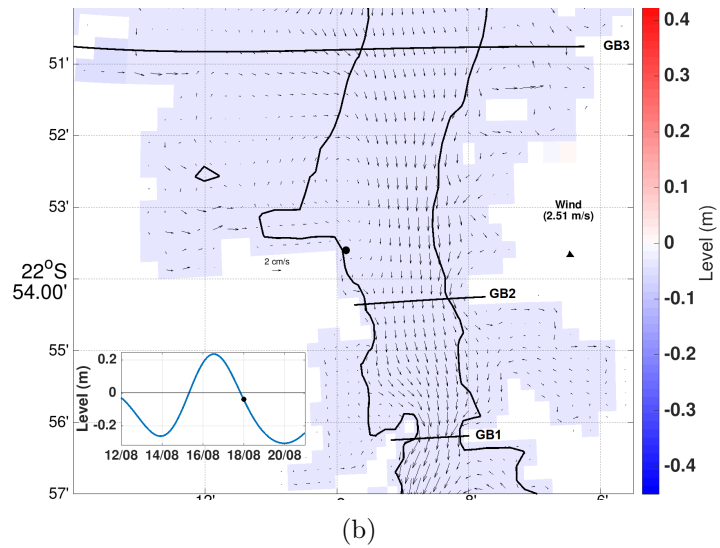 GB3
51'
52'
53'
Wind
(2.51 m/s)
2 cm/s
22°S
54.00'
GB2
55'
56'
GB1
57'
12'
8'
6'
Level (m)
0.2
0
-0.2
12/08 14/08 16/08 18/08 20/08
0.4
0.3
0.2
0.1
0
-0.1
-0.2
-0.3
-0.4
Level (m)
(b)